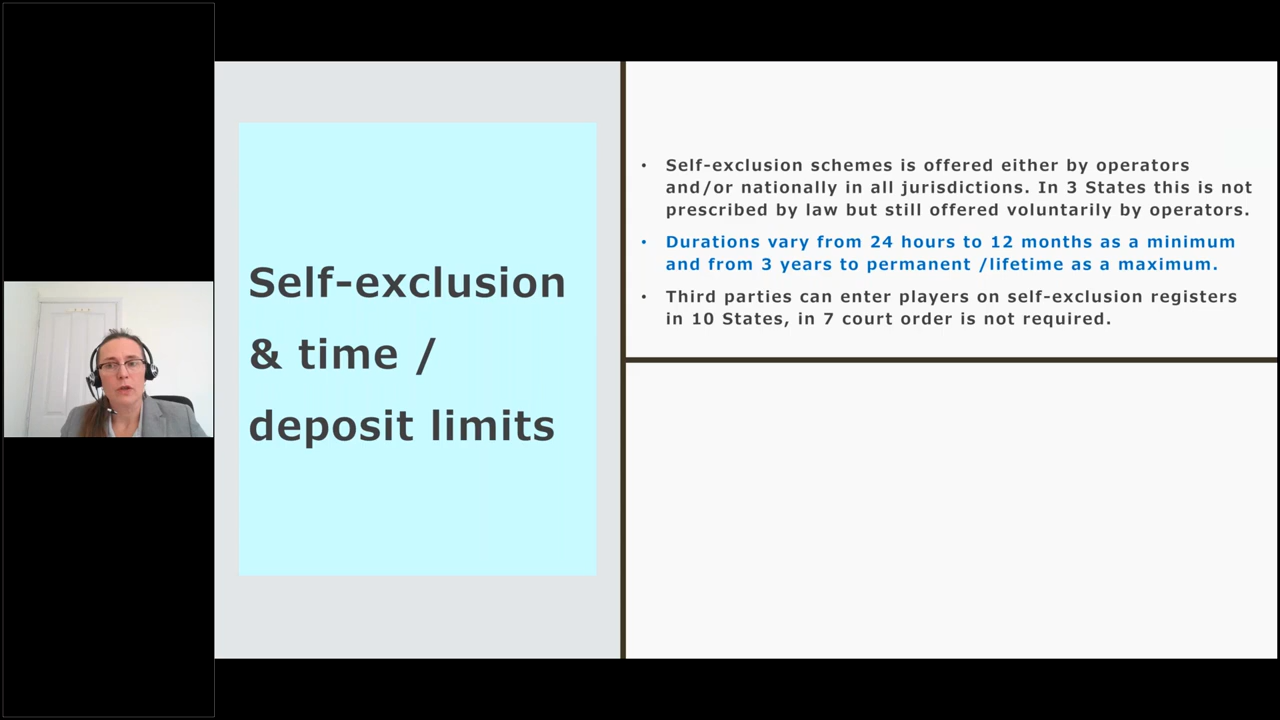 Self-exclusion
& time /
deposit limits
• Self-exclusion schemes is offered either by operators
and/or nationally in all jurisdictions. In 3 States this is not
prescribed by law but still offered voluntarily by operators.
• Durations vary from 24 hours to 12 months as a minimum
and from 3 years to permanent /lifetime as a maximum.
• Third parties can enter players on self-exclusion registers
in 10 States, in 7 court order is not required.